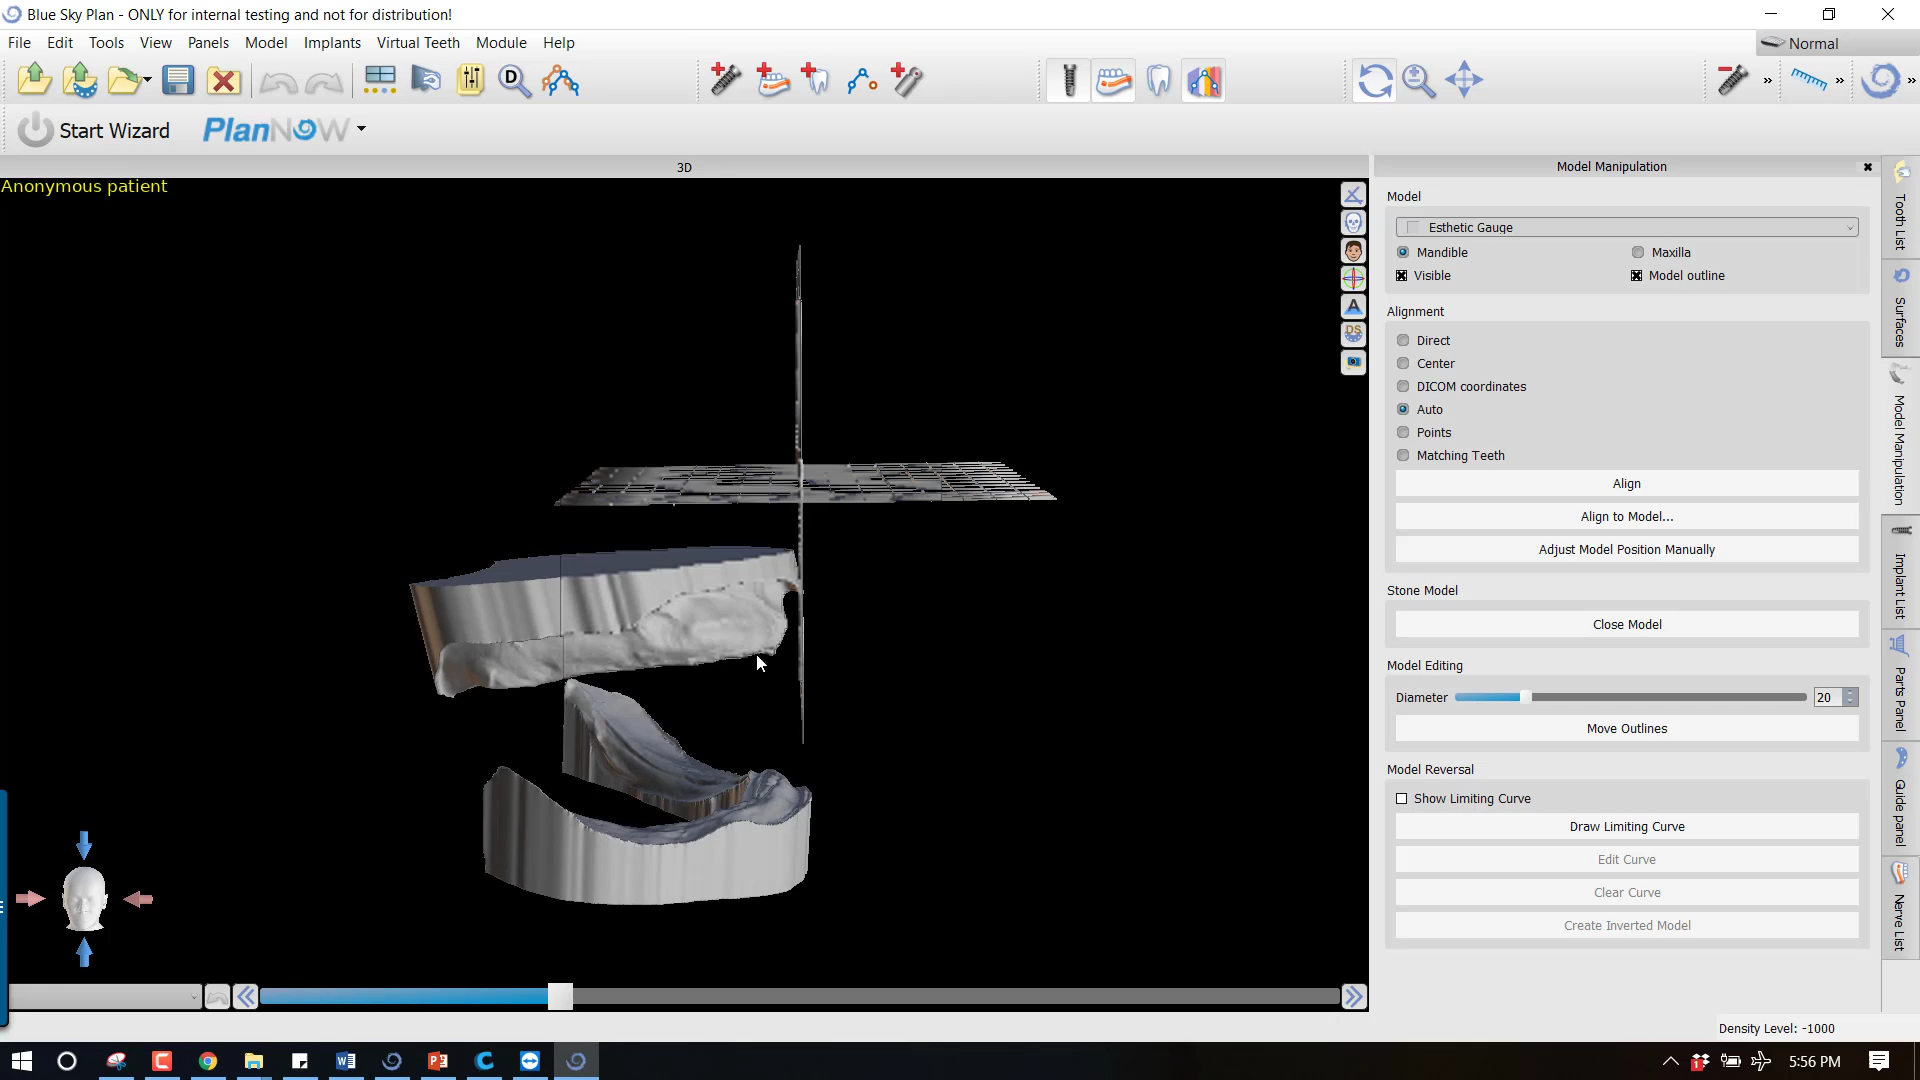 Blue Sky Plan - ONLY for internal testing and not for distribution!
File Edit Tools View Panels Model Implants Virtual Teeth Module Help
Normal
D
» » »
Start Wizard PlanNOW
3D
Anonymous patient
A
DS
Model Manipulation
Model
Esthetic Gauge
Mandible Maxilla
Visible Model outline
Alignment
Direct
Center
DICOM coordinates
Auto
Points
Matching Teeth
Align
Align to Model...
Adjust Model Position Manually
Stone Model
Close Model
Model Editing
Diameter 20
Move Outlines
Model Reversal
Show Limiting Curve
Draw Limiting Curve
Edit Curve
Clear Curve
Create Inverted Model
Tooth List
Surfaces
Model Manipulation
Implant List
Parts Panel
Guide panel
Nerve List
Density Level: -1000
5:56 PM